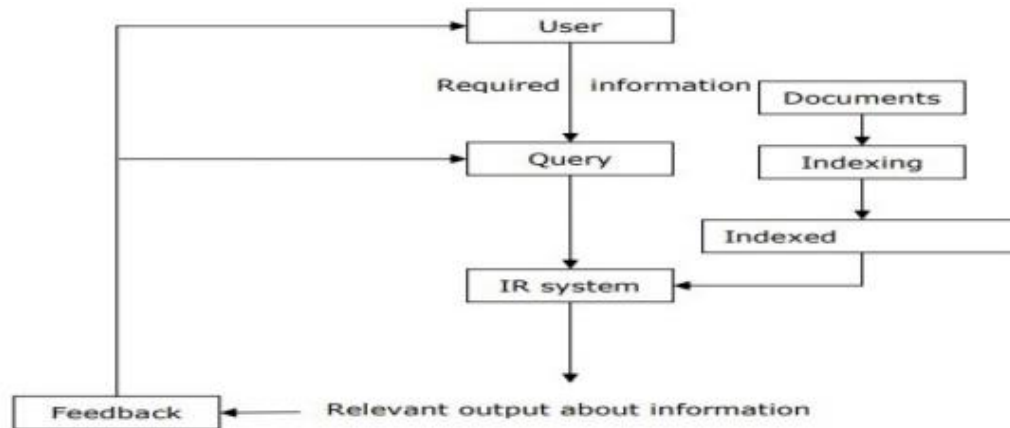 User
Required information
Documents
Query
Indexing
Indexed
IR system
Feedback
Relevant output about information